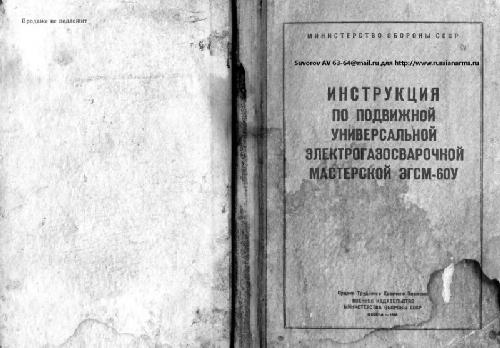 Продаже не подлежит
МИНИСТЕРСТВО ОБОРОНЫ СССР
Suvorov AV 63-64@mail.ru для http://www.russianarms.ru
ИНСТРУКЦИЯ
ПО ПОДВИЖНОЙ
УНИВЕРСАЛЬНОЙ
ЭЛЕКТРОГАЗОСВАРОЧНОЙ
МАСТЕРСКОЙ ЭГСМ-60У
Ордена Трудового Красного Знамени
ВОЕННОЕ ИЗДАТЕЛЬСТВО
МИНИСТЕРСТВА ОБОРОНЫ СССР
МОСКВА —